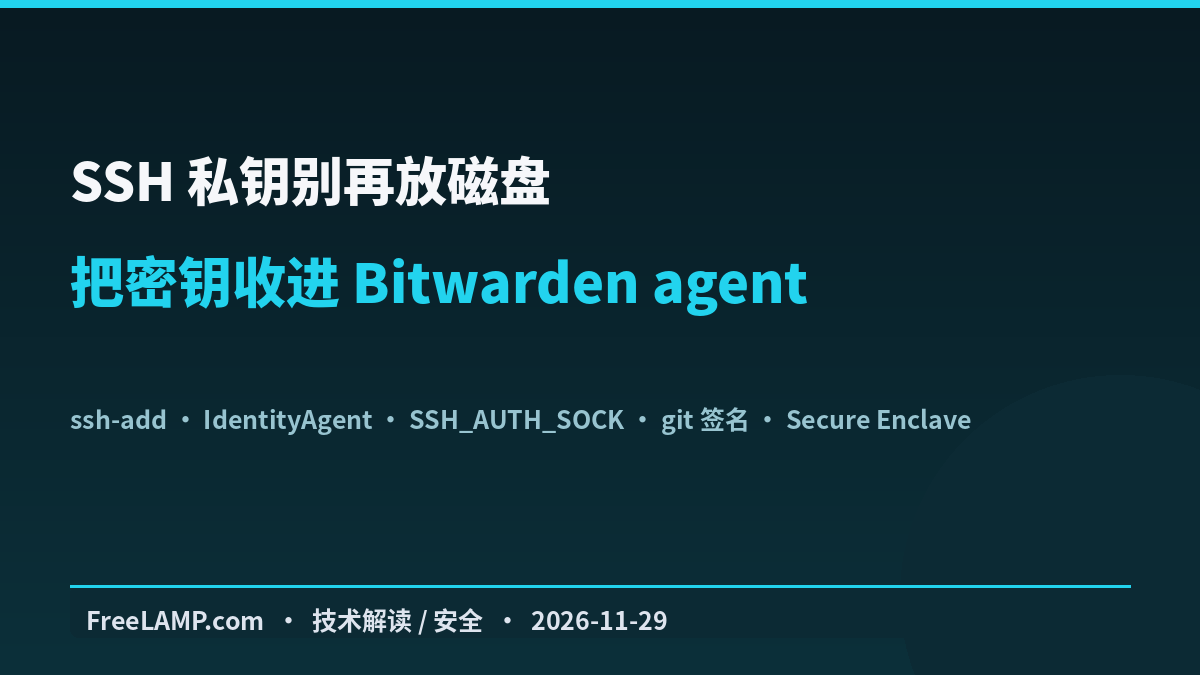 SSH 私钥别再放磁盘
把密钥收进 Bitwarden agent
ssh-add · IdentityAgent · SSH_AUTH_SOCK · git 签名 · Secure Enclave
FreeLAMP.com · 技术解读 / 安全 · 2026-11-29